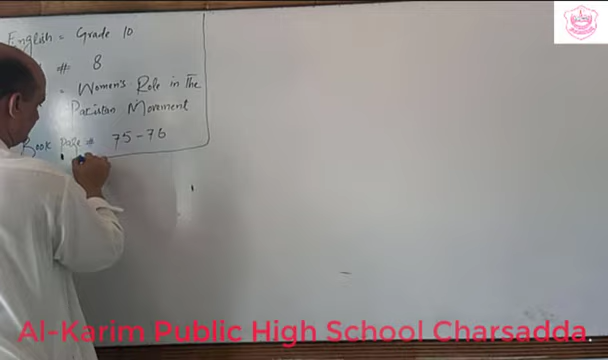 English = Grade 10
# 8
= Women's Role in The
Pakistan Movement
Book page # 75-76
Al-Karim Public High School Charsadda.